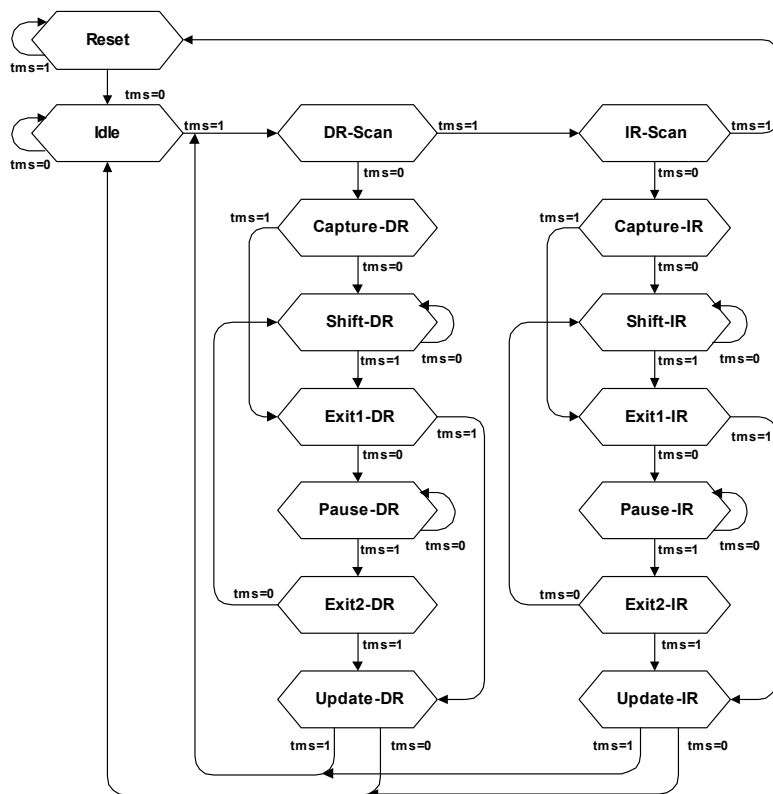 Reset
tms=1
tms=0
Idle
tms=1
DR-Scan
tms=1
IR-Scan
tms=1
tms=0
tms=0
tms=0
tms=1
Capture-DR
tms=0
tms=1
Capture-IR
tms=0
Shift-DR
tms=1
tms=0
Shift-IR
tms=1
tms=0
Exit1-DR
tms=1
tms=0
Exit1-IR
tms=1
tms=0
Pause-DR
tms=1
tms=0
Pause-IR
tms=1
tms=0
tms=0
Exit2-DR
tms=1
tms=0
Exit2-IR
tms=1
Update-DR
Update-IR
tms=1
tms=0
tms=1
tms=0